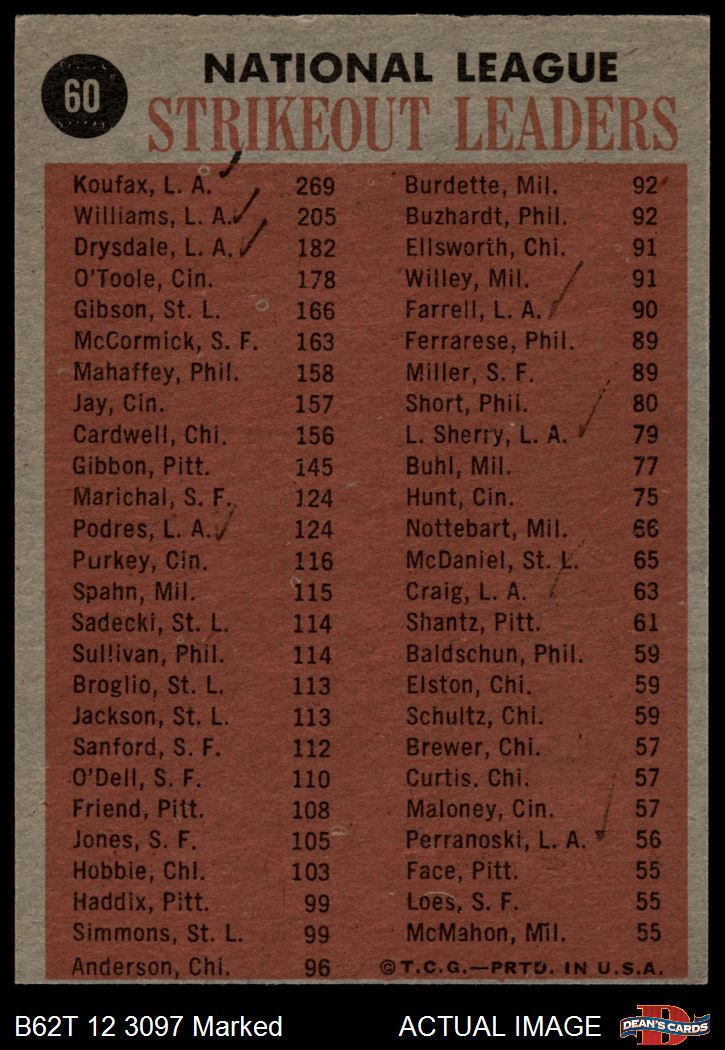 60
NATIONAL LEAGUE
STRIKEOUT LEADERS
Koufax, L. A. 269
Williams, L. A. 205
Drysdale, L. A. 182
O'Toole, Cin. 178
Gibson, St. L. 166
McCormick, S. F. 163
Mahaffey, Phil. 158
Jay, Cin. 157
Cardwell, Chi. 156
Gibbon, Pitt. 145
Marichal, S. F. 124
Podres, L. A. 124
Purkey, Cin. 116
Spahn, Mil. 115
Sadecki, St. L. 114
Sullivan, Phil. 114
Broglio, St. L. 113
Jackson, St. L. 113
Sanford, S. F. 112
O'Dell, S. F. 110
Friend, Pitt. 108
Jones, S. F. 105
Hobbie, Chi. 103
Haddix, Pitt. 99
Simmons, St. L. 99
Anderson, Chi. 96
Burdette, Mil. 92
Buzhardt, Phil. 92
Ellsworth, Chi. 91
Willey, Mil. 91
Farrell, L. A. 90
Ferrarese, Phil. 89
Miller, S. F. 89
Short, Phil. 80
L. Sherry, L. A. 79
Buhl, Mil. 77
Hunt, Cin. 75
Nottebart, Mil. 66
McDaniel, St. L. 65
Craig, L. A. 63
Shantz, Pitt. 61
Baldschun, Phil. 59
Elston, Chi. 59
Schultz, Chi. 59
Brewer, Chi. 57
Curtis, Chi. 57
Maloney, Cin. 57
Perranoski, L. A. 56
Face, Pitt. 55
Loes, S. F. 55
McMahon, Mil. 55
©T.C.G.—PRTD. IN U.S.A.
B62T 12 3097 Marked
ACTUAL IMAGE
DEAN'S CARDS